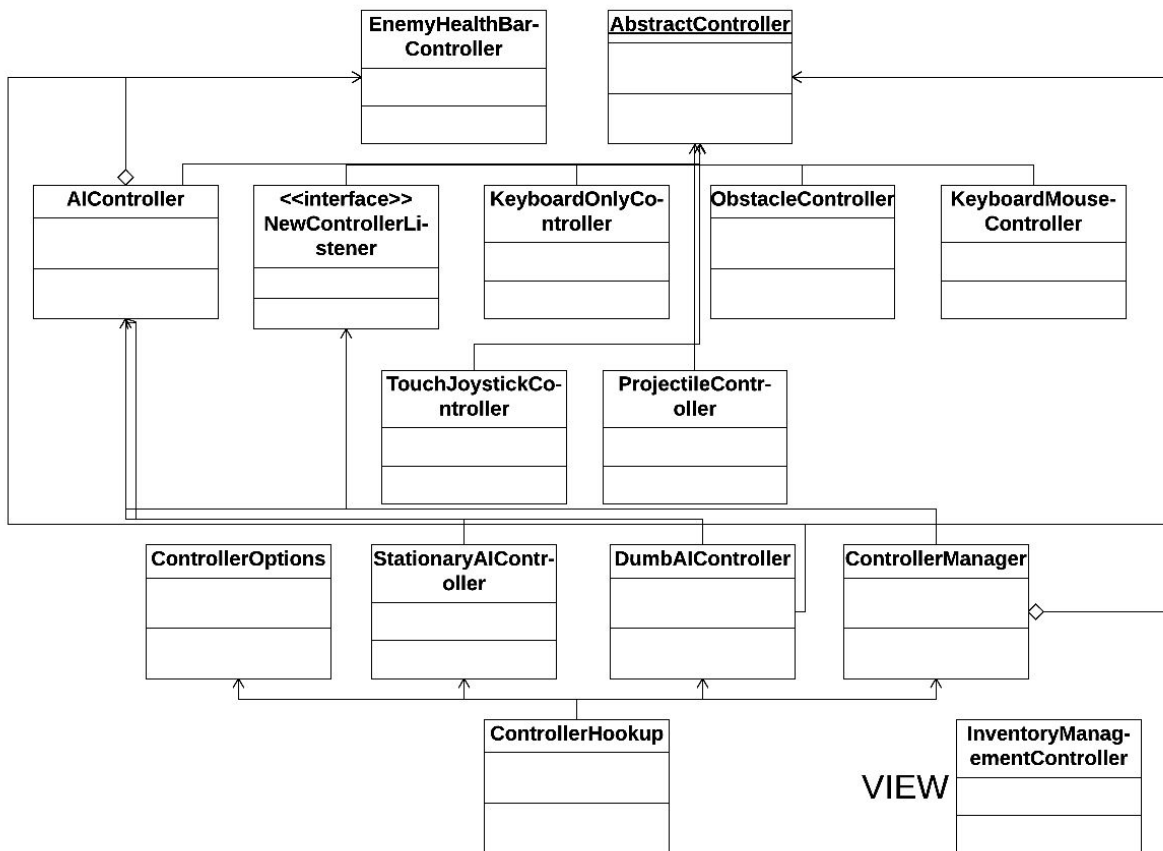 EnemyHealthBar-
Controller
AbstractController
AIController
<<interface>>
NewControllerLi-
stener
KeyboardOnlyCo-
ntroller
ObstacleController
KeyboardMouse-
Controller
TouchJoystickCo-
ntroller
ProjectileContr-
oller
ControllerOptions
StationaryAIContr-
oller
DumbAIController
ControllerManager
ControllerHookup
VIEW
InventoryManag-
ementController